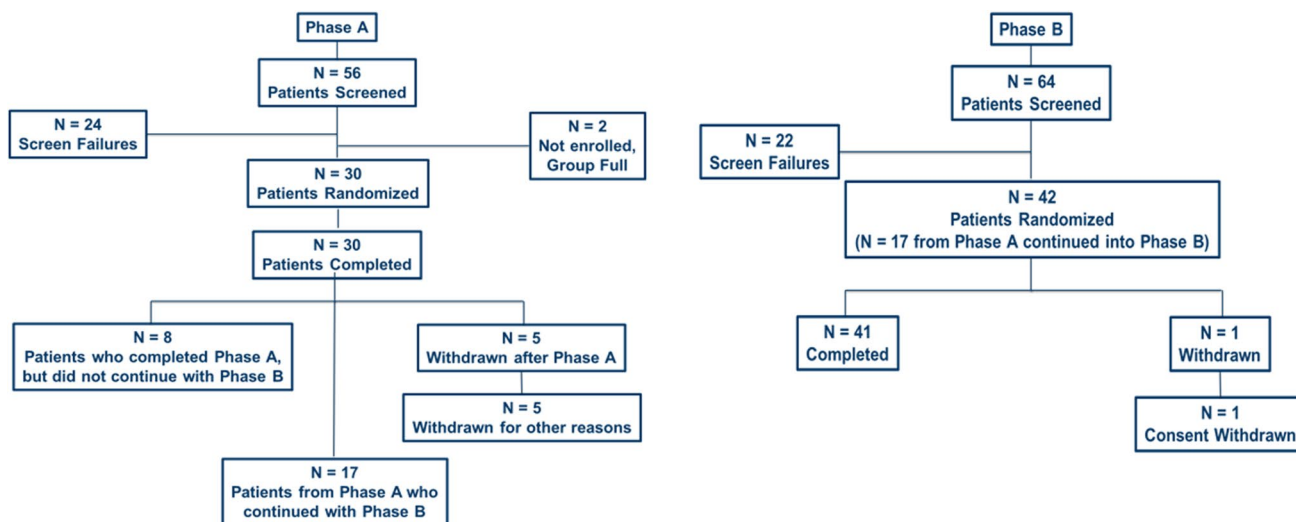 Phase A
N = 56
Patients Screened
N = 24
Screen Failures
N = 2
Not enrolled,
Group Full
N = 30
Patients Randomized
N = 30
Patients Completed
N = 8
Patients who completed Phase A,
but did not continue with Phase B
N = 5
Withdrawn after Phase A
N = 5
Withdrawn for other reasons
N = 17
Patients from Phase A who
continued with Phase B
Phase B
N = 64
Patients Screened
N = 22
Screen Failures
N = 42
Patients Randomized
(N = 17 from Phase A continued into Phase B)
N = 41
Completed
N = 1
Withdrawn
N = 1
Consent Withdrawn